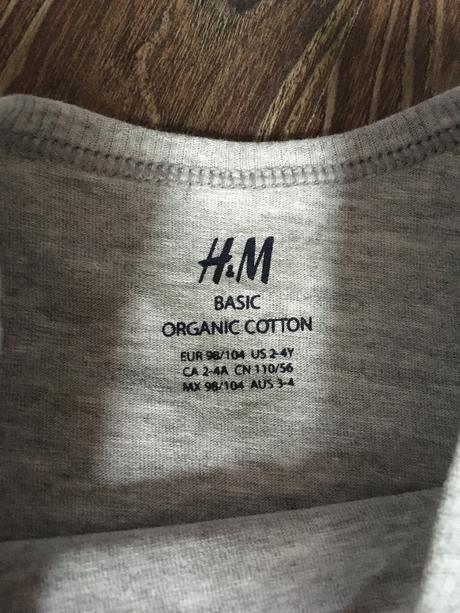 H&M
BASIC
ORGANIC COTTON
EUR 98/104 US 2-4Y
CA 2-4A CN 110/56
MX 98/104 AUS 3-4